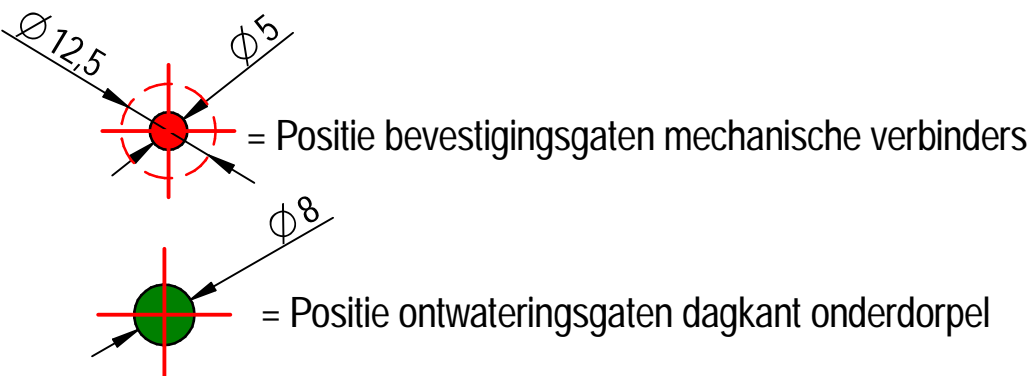 Ø 12,5
Ø 5
= Positie bevestigingsgaten mechanische verbinders
Ø 8
= Positie ontwateringsgaten dagkant onderdorpel